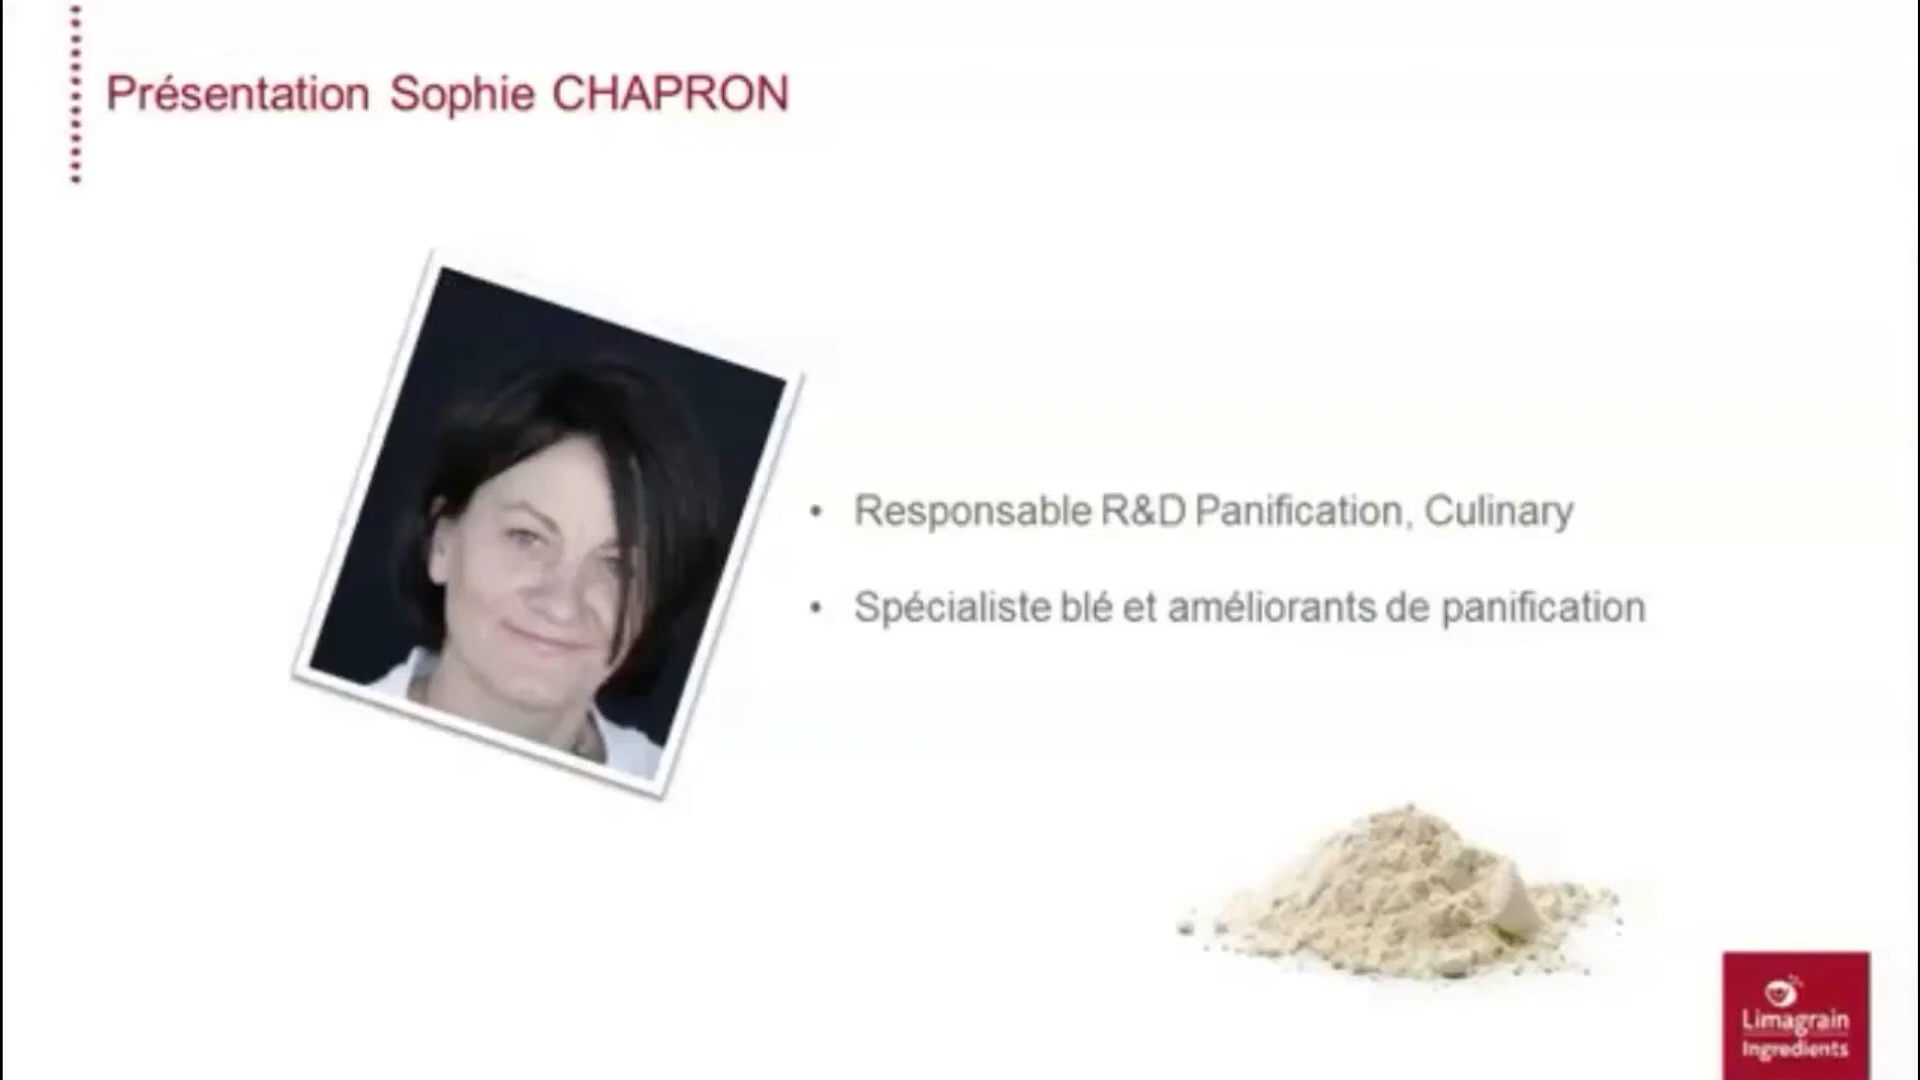 Présentation Sophie CHAPRON
• Responsable R&D Panification, Culinary
• Spécialiste blé et améliorants de panification
Limagrain
Ingredients